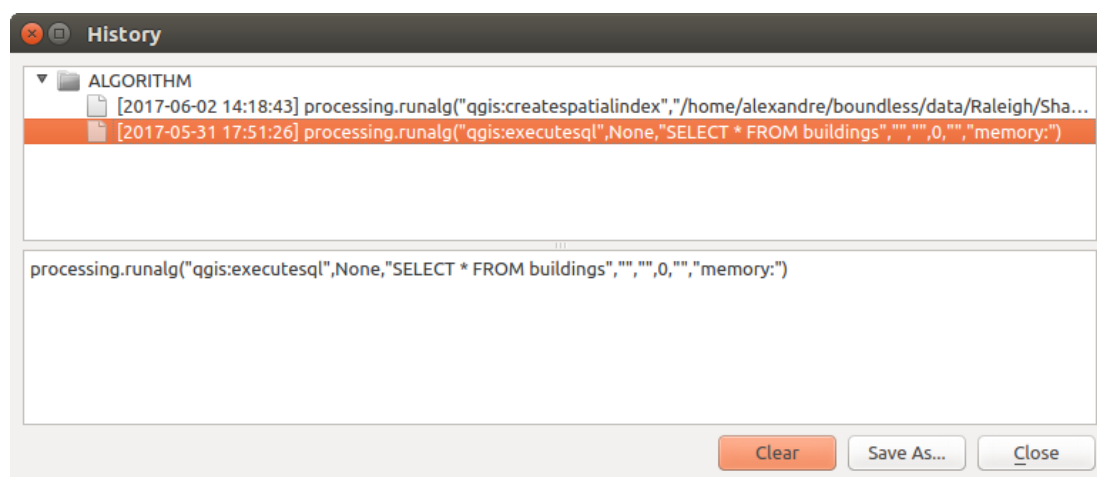 History
ALGORITHM
[2017-06-02 14:18:43] processing.runalg("qgis:createspatialindex","/home/alexandre/boundless/data/Raleigh/Sha...
[2017-05-31 17:51:26] processing.runalg("qgis:executesql",None,"SELECT * FROM buildings","","",0,"","memory:")
processing.runalg("qgis:executesql",None,"SELECT * FROM buildings","","",0,"","memory:")
Clear Save As... Close